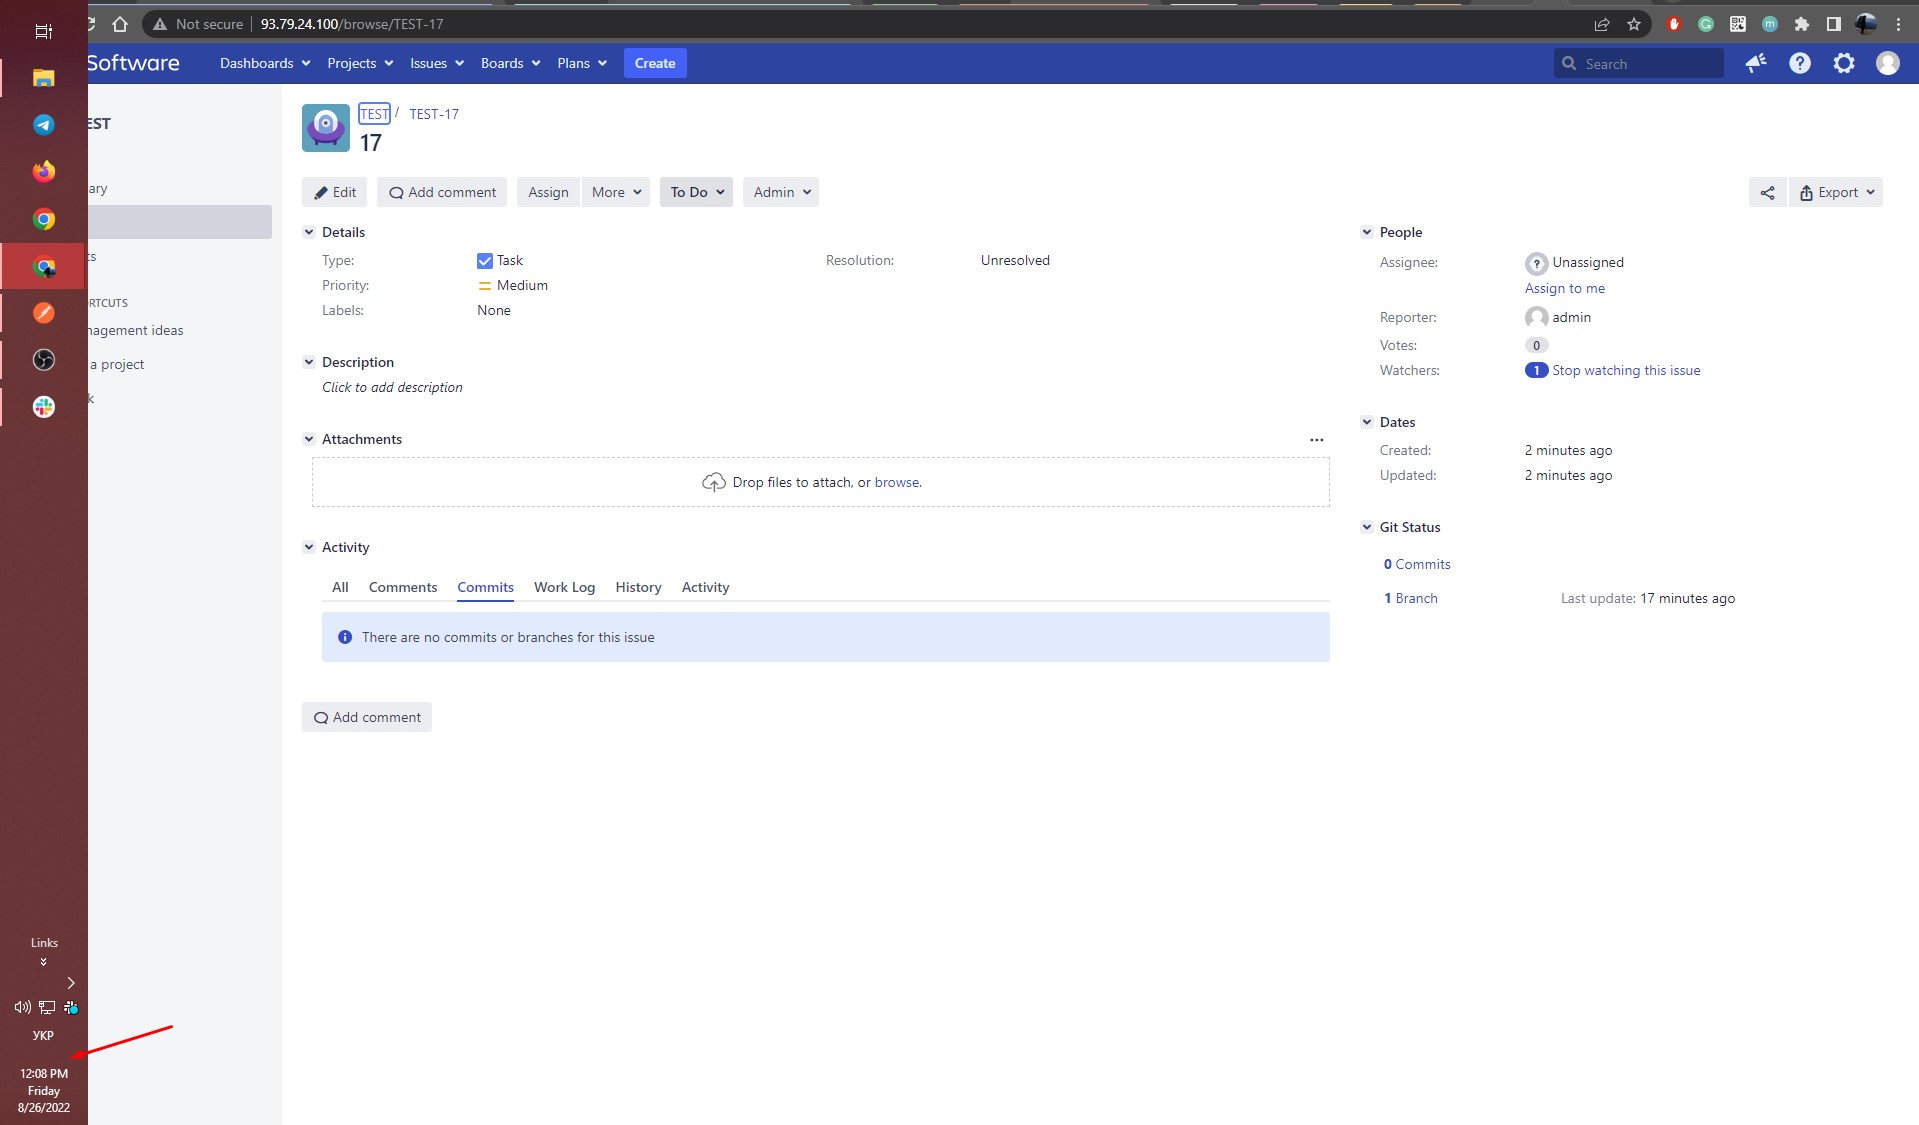 Not secure 93.79.24.100/browse/TEST-17
Software Dashboards Projects Issues Boards Plans Create Search
EST
TEST / TEST-17
17
ary
ts
RTCUTS
nagement ideas
a project
k
Edit Add comment Assign More To Do Admin Export
Details
Type: Task Resolution: Unresolved
Priority: Medium
Labels: None
Description
Click to add description
Attachments
Drop files to attach, or browse.
Activity
All Comments Commits Work Log History Activity
There are no commits or branches for this issue
Add comment
People
Assignee: Unassigned
Assign to me
Reporter: admin
Votes: 0
Watchers: 1 Stop watching this issue
Dates
Created: 2 minutes ago
Updated: 2 minutes ago
Git Status
0 Commits
1 Branch Last update: 17 minutes ago
Links
УКР
12:08 PM
Friday
8/26/2022